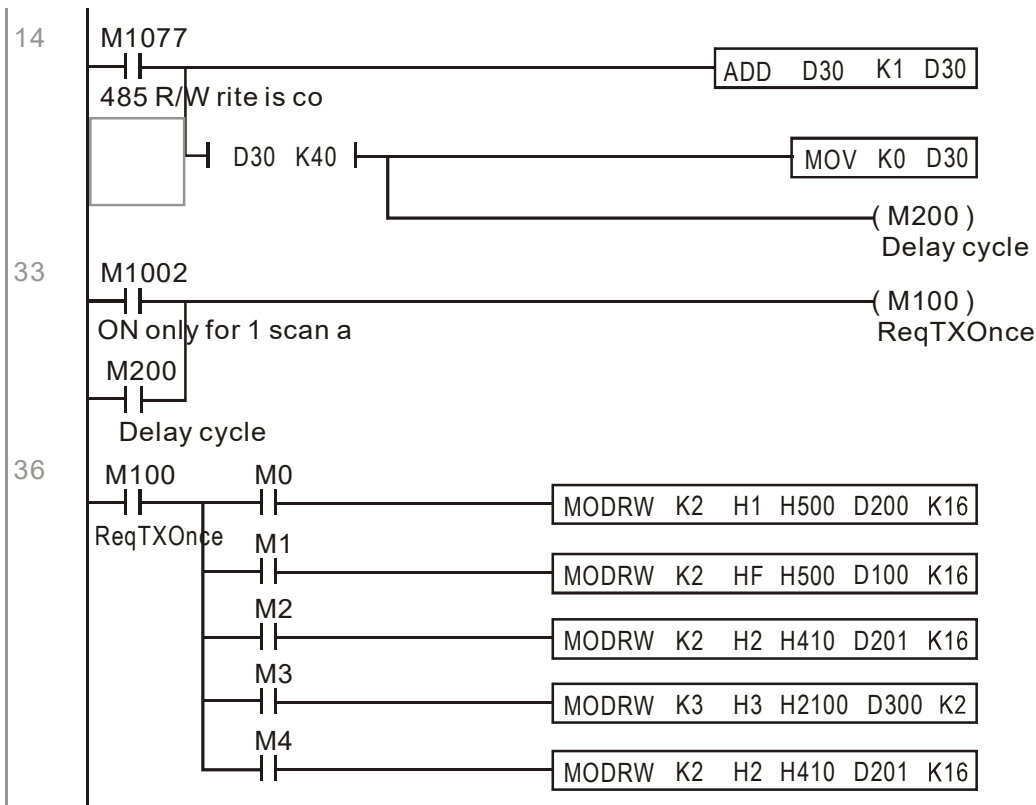 14
M1077
ADD D30 K1 D30
485 R/W rite is co
D30 K40
MOV K0 D30
( M200 )
Delay cycle
33
M1002
( M100 )
ON only for 1 scan a
ReqTXOnce
M200
Delay cycle
36
M100 M0
MODRW K2 H1 H500 D200 K16
ReqTXOnce
M1
MODRW K2 HF H500 D100 K16
M2
MODRW K2 H2 H410 D201 K16
M3
MODRW K3 H3 H2100 D300 K2
M4
MODRW K2 H2 H410 D201 K16